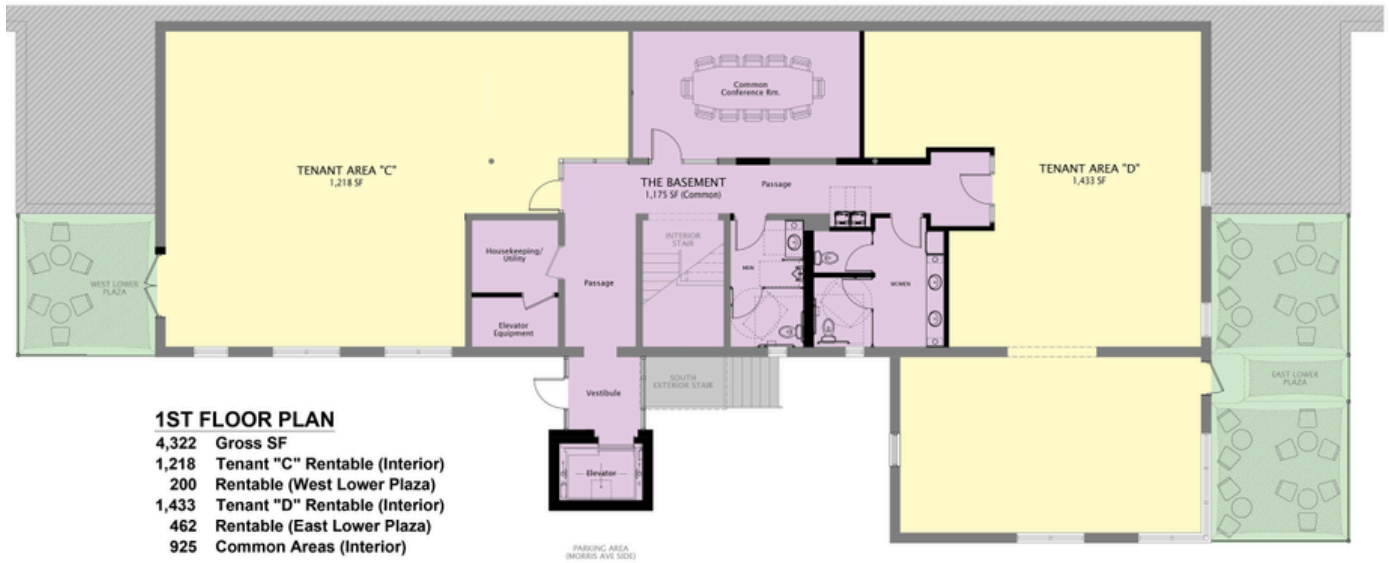 Common
Conference Rm.
TENANT AREA "C"
1,218 SF
THE BASEMENT
1,175 SF (Common)
Passage
TENANT AREA "D"
1,433 SF
INTERIOR
STAIR
Housekeeping/
Utility
MEN
WOMEN
WEST LOWER
PLAZA
Passage
Elevator
Equipment
SOUTH
EXTERIOR STAIR
EAST LOWER
PLAZA
Vestibule
Elevator
PARKING AREA
(MORRIS AVE SIDE)
1ST FLOOR PLAN
4,322 Gross SF
1,218 Tenant "C" Rentable (Interior)
200 Rentable (West Lower Plaza)
1,433 Tenant "D" Rentable (Interior)
462 Rentable (East Lower Plaza)
925 Common Areas (Interior)